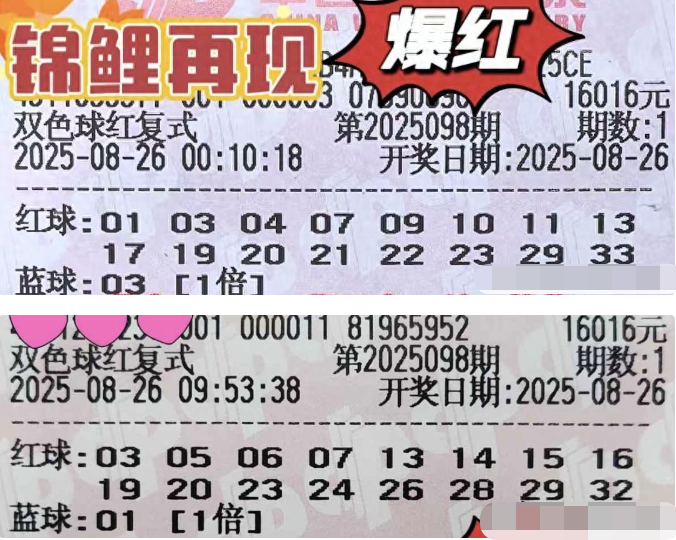 锦鲤再现
爆红
25CE
16016元
双色球红复式 第2025098期 期数:1
2025-08-26 00:10:18 开奖日期:2025-08-26
红球:01 03 04 07 09 10 11 13
17 19 20 21 22 23 29 33
蓝球:03 [1倍]
001 000011 81965952 16016元
双色球红复式 第2025098期 期数:1
2025-08-26 09:53:38 开奖日期:2025-08-26
红球:03 05 06 07 13 14 15 16
19 20 23 24 26 28 29 32
蓝球:01 [1倍]